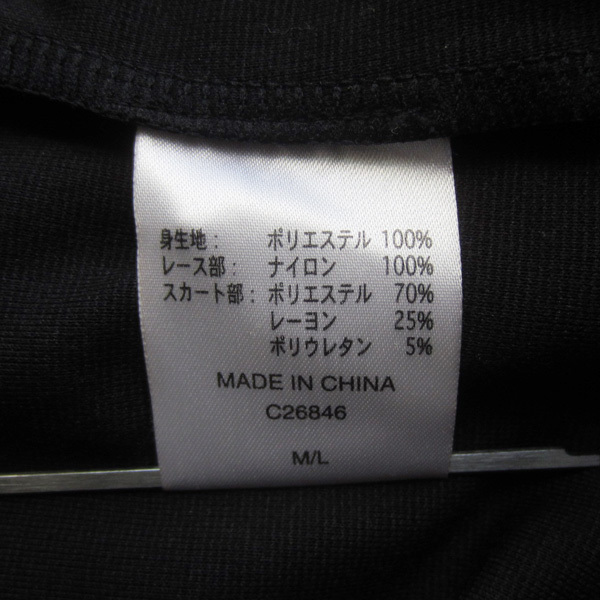 身生地： ポリエステル 100%
レース部： ナイロン 100%
スカート部： ポリエステル 70%
レーヨン 25%
ポリウレタン 5%
MADE IN CHINA
C26846
M/L